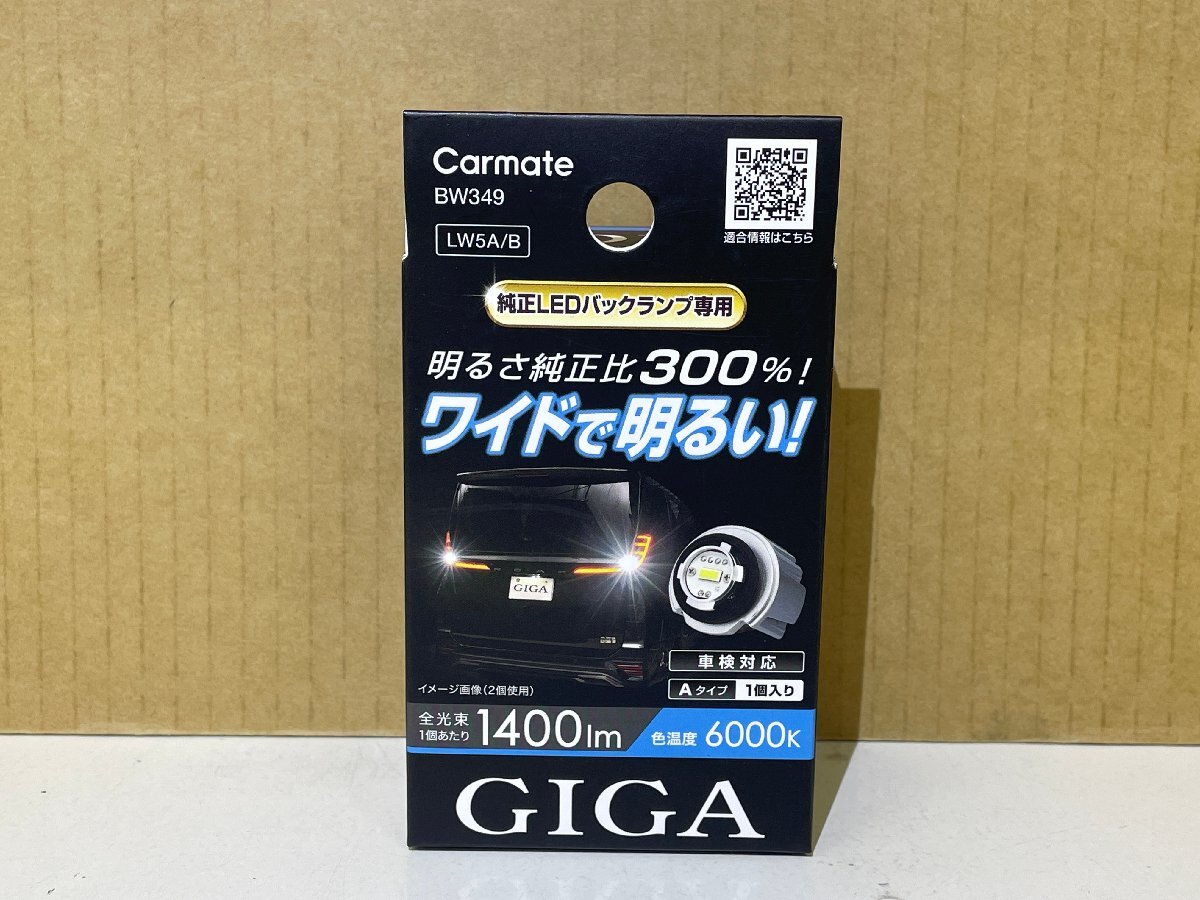 Carmate
BW349
LW5A/B
適合情報はこちら
純正LEDバックランプ専用
明るさ純正比300%!
ワイドで明るい!
GIGA
車検対応
Aタイプ 1個入り
イメージ画像(2個使用)
全光束
1個あたり 1400lm 色温度 6000K
GIGA